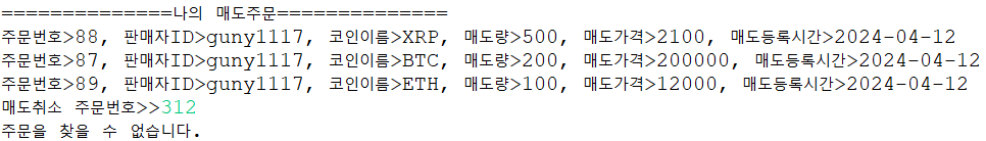 ==============나의 매도주문==============
주문번호>88, 판매자ID>guny1117, 코인이름>XRP, 매도량>500, 매도가격>2100, 매도등록시간>2024-04-12
주문번호>87, 판매자ID>guny1117, 코인이름>BTC, 매도량>200, 매도가격>200000, 매도등록시간>2024-04-12
주문번호>89, 판매자ID>guny1117, 코인이름>ETH, 매도량>100, 매도가격>12000, 매도등록시간>2024-04-12
매도취소 주문번호>>312
주문을 찾을 수 없습니다.